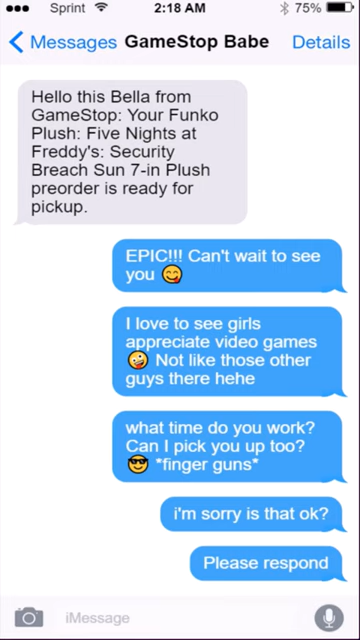 Sprint 2:18 AM 75%
Messages GameStop Babe Details
Hello this Bella from
GameStop: Your Funko
Plush: Five Nights at
Freddy's: Security
Breach Sun 7-in Plush
preorder is ready for
pickup.
EPIC!!! Can't wait to see
you 😋
I love to see girls
appreciate video games
🤪 Not like those other
guys there hehe
what time do you work?
Can I pick you up too?
😎 *finger guns*
i'm sorry is that ok?
Please respond
iMessage